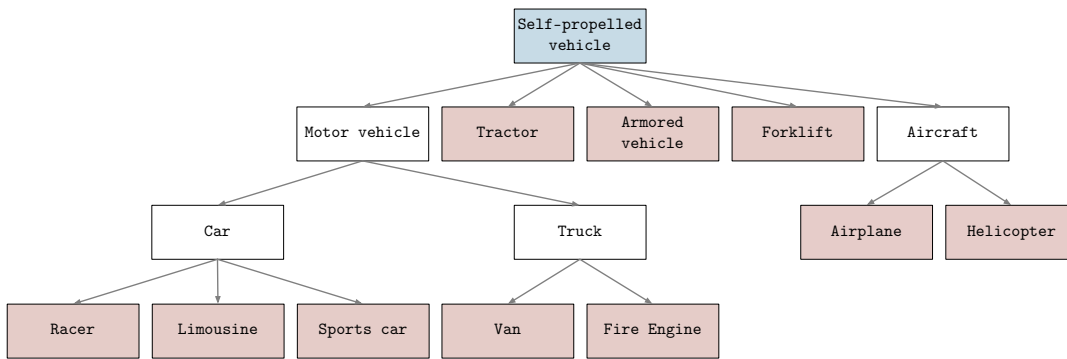 Self-propelled
vehicle
Motor vehicle
Tractor
Armored
vehicle
Forklift
Aircraft
Car
Truck
Airplane
Helicopter
Racer
Limousine
Sports car
Van
Fire Engine